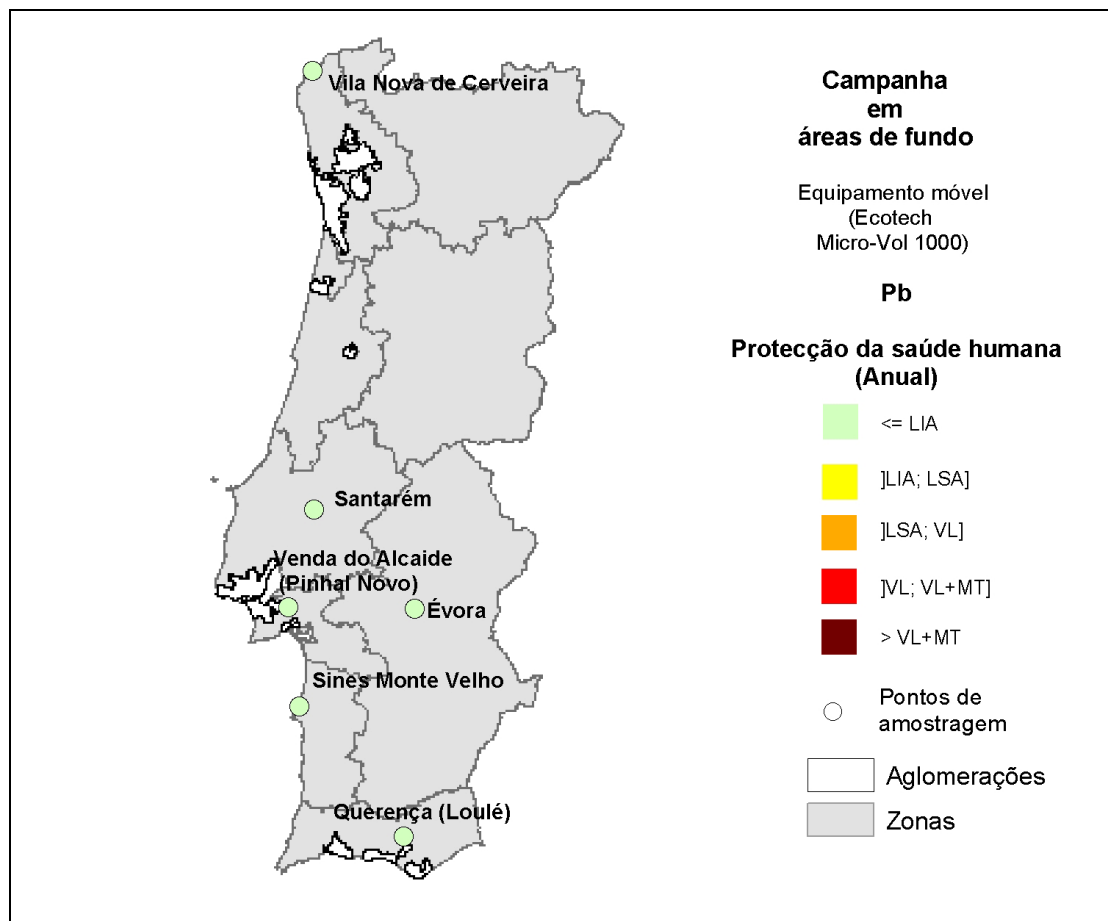 Vila Nova de Cerveira
Santarém
Venda do Alcaide
(Pinhal Novo)
Évora
Sines Monte Velho
Querença (Loulé)
Campanha
em
áreas de fundo
Equipamento móvel
(Ecotech
Micro-Vol 1000)
Pb
Protecção da saúde humana
(Anual)
<= LIA
]LIA; LSA]
]LSA; VL]
]VL; VL+MT]
> VL+MT
Pontos de
amostragem
Aglomerações
Zonas